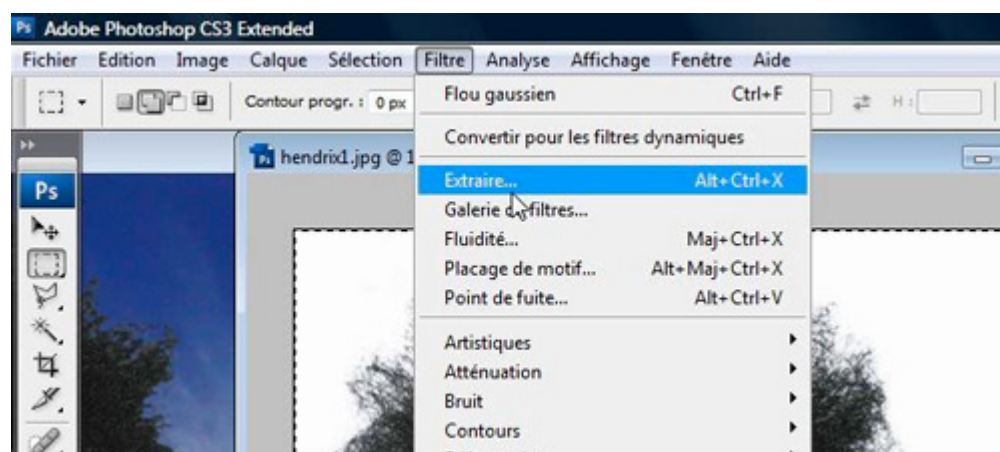 Ps Adobe Photoshop CS3 Extended
Fichier Edition Image Calque Sélection Filtre Analyse Affichage Fenêtre Aide
Contour progr. : 0 px
H :
Flou gaussien Ctrl+F
Convertir pour les filtres dynamiques
hendrix1.jpg @ 1
Ps
Extraire... Alt+Ctrl+X
Galerie de filtres...
Fluidité... Maj+Ctrl+X
Placage de motif... Alt+Maj+Ctrl+X
Point de fuite... Alt+Ctrl+V
Artistiques
Atténuation
Bruit
Contours